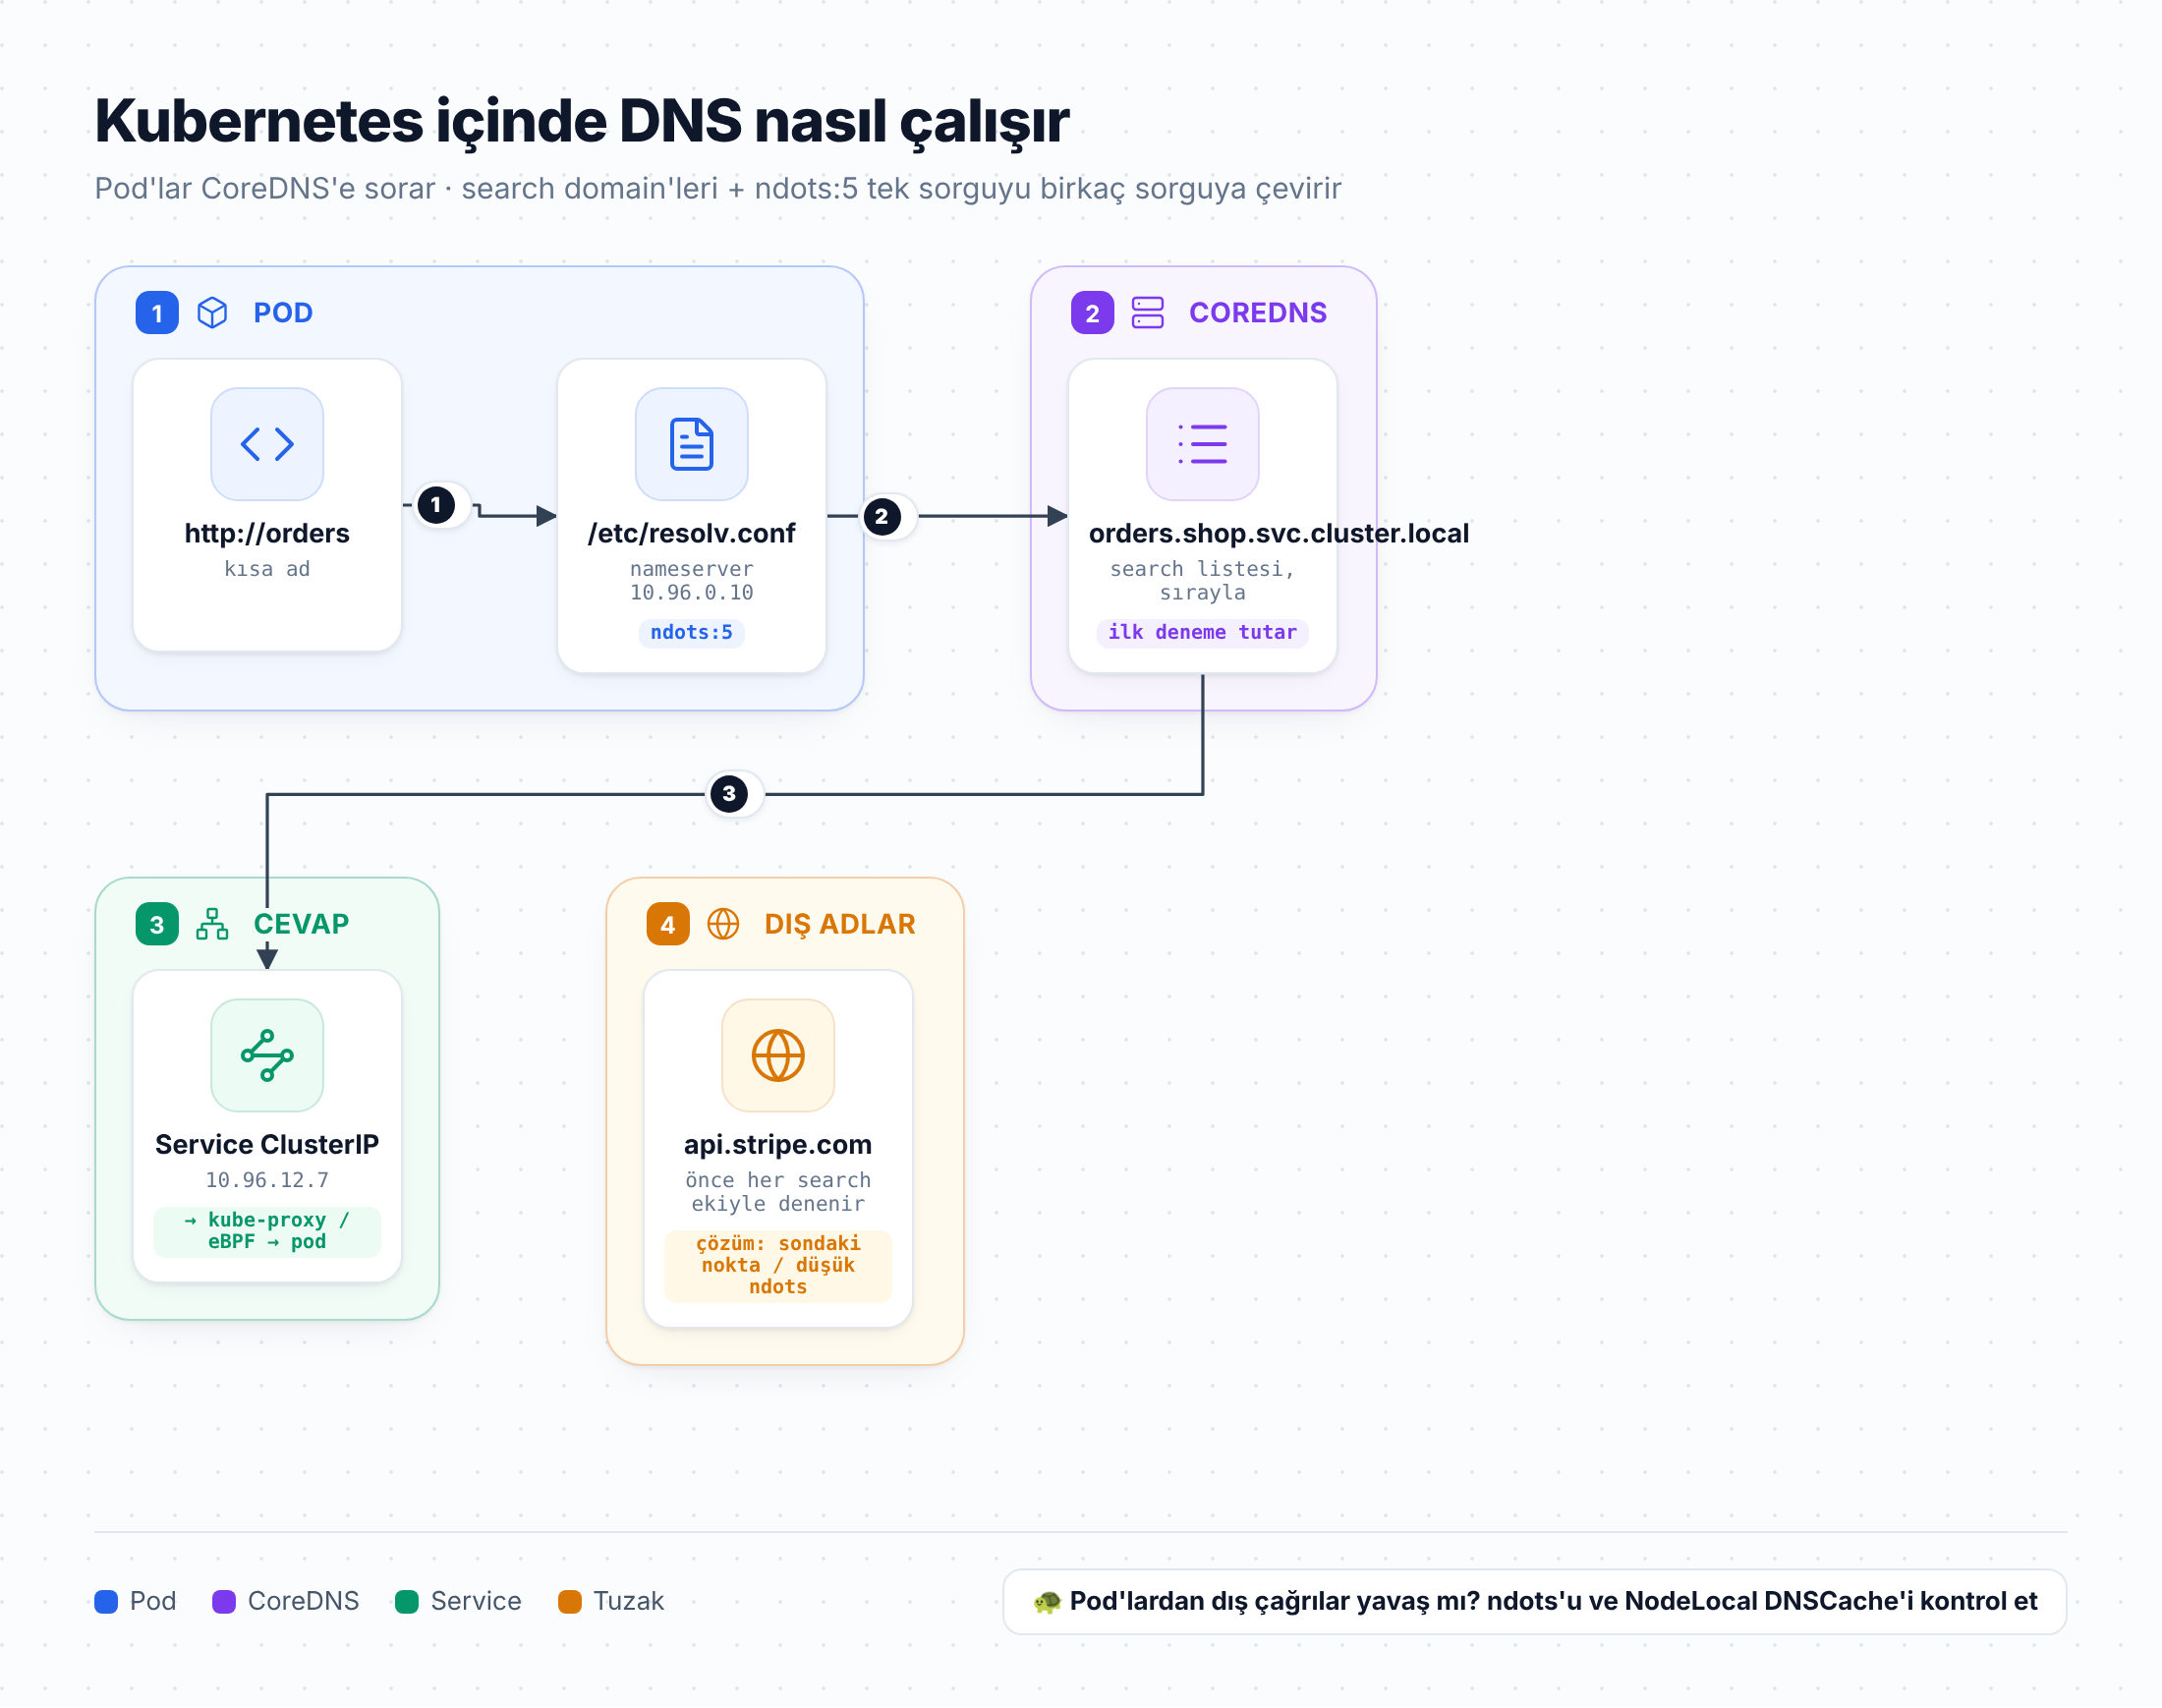 Kubernetes içinde DNS nasıl çalışır
Pod'lar CoreDNS'e sorar · search domain'leri + ndots:5 tek sorguyu birkaç sorguya çevirir
1 POD
http://orders
kısa ad
1
/etc/resolv.conf
nameserver
10.96.0.10
ndots:5
2
2 COREDNS
orders.shop.svc.cluster.local
search listesi,
sırayla
ilk deneme tutar
3
3 CEVAP
Service ClusterIP
10.96.12.7
→ kube-proxy /
eBPF → pod
4 DIŞ ADLAR
api.stripe.com
önce her search
ekiyle denenir
çözüm: sondaki
nokta / düşük
ndots
Pod
CoreDNS
Service
Tuzak
🐢 Pod'lardan dış çağrılar yavaş mı? ndots'u ve NodeLocal DNSCache'i kontrol et